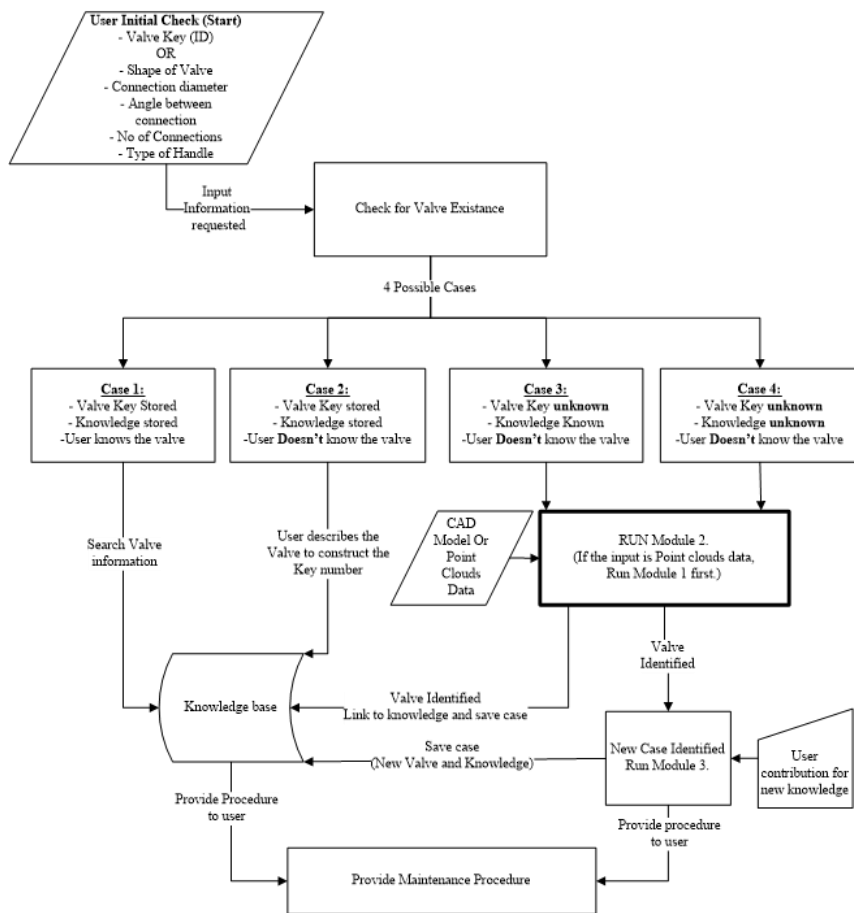 User Initial Check (Start)
- Valve Key (ID)
OR
- Shape of Valve
- Connection diameter
- Angle between
connection
- No of Connections
- Type of Handle
Input
Information
requested
Check for Valve Existance
4 Possible Cases
Case 1:
- Valve Key Stored
- Knowledge stored
-User knows the valve
Case 2:
- Valve Key stored
- Knowledge stored
-User Doesn't know the valve
Case 3:
- Valve Key unknown
- Knowledge Known
-User Doesn't know the valve
Case 4:
- Valve Key unknown
- Knowledge unknown
-User Doesn't know the valve
Search Valve
information
User describes the
Valve to construct the
Key number
CAD
Model Or
Point
Clouds
Data
RUN Module 2.
(If the input is Point clouds data,
Run Module 1 first.)
Valve
Identified
Knowledge base
Valve Identified
Link to knowledge and save case
Save case
(New Valve and Knowledge)
New Case Identified
Run Module 3.
User
contribution for
new knowledge
Provide Procedure
to user
Provide procedure
to user
Provide Maintenance Procedure